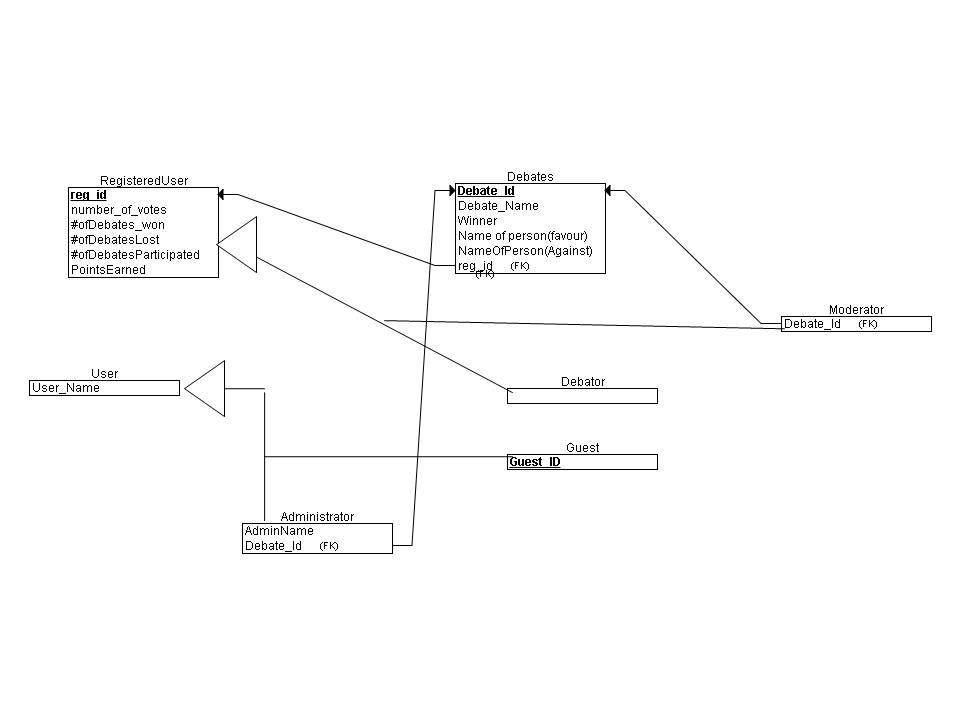 RegisteredUser
reg_id
number_of_votes
#ofDebates_won
#ofDebatesLost
#ofDebatesParticipated
PointsEarned
Debates
Debate_Id
Debate_Name
Winner
Name of person(favour)
NameOfPerson(Against)
reg_id (FK)
(FK)
Moderator
Debate_Id (FK)
User
User_Name
Debator
Guest
Guest_ID
Administrator
AdminName
Debate_Id (FK)